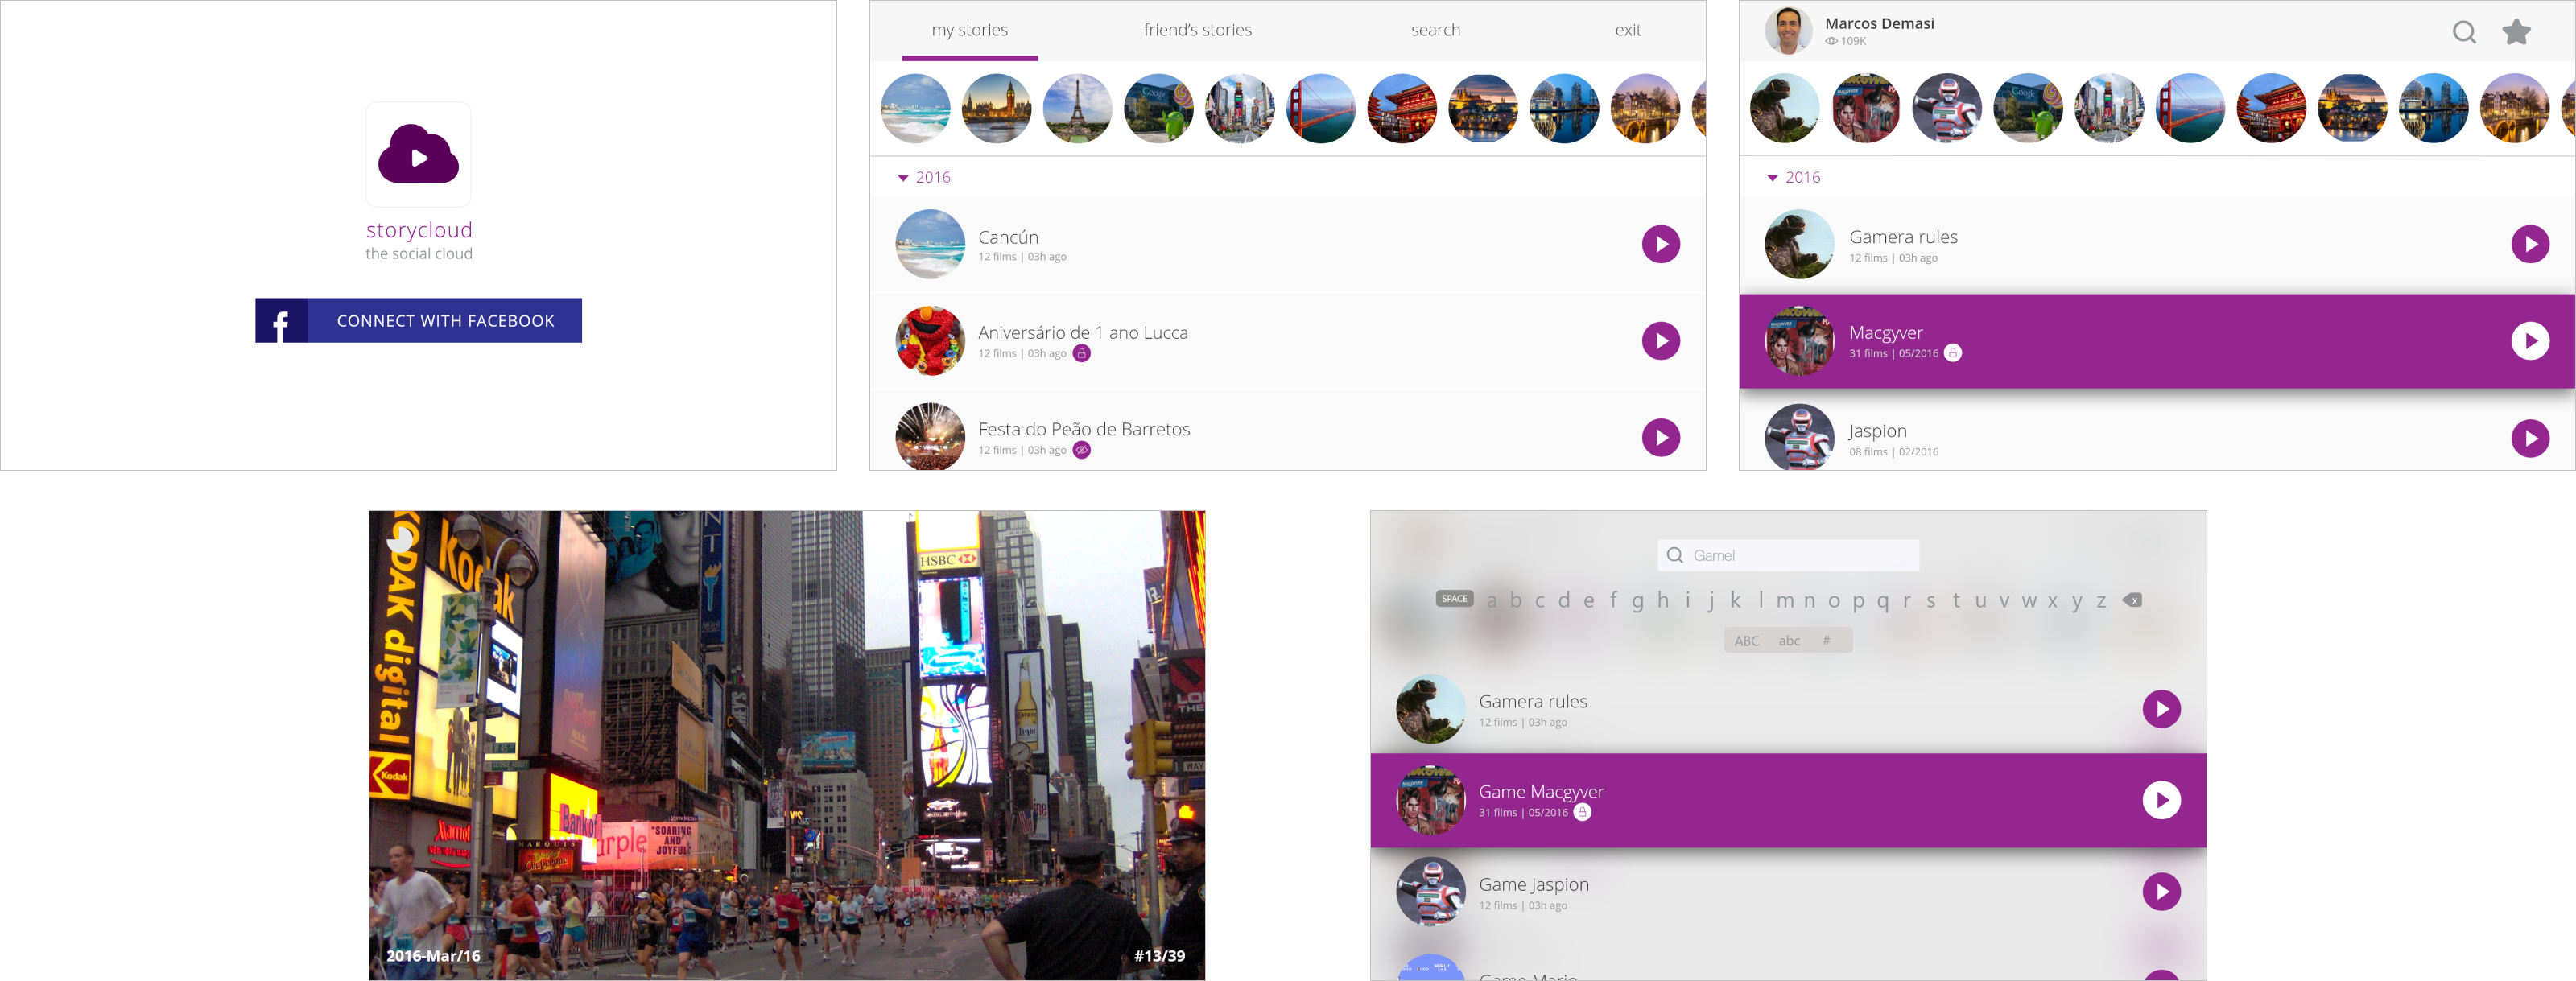 storycloud
the social cloud
CONNECT WITH FACEBOOK
my stories
friend's stories
search
exit
2016
Cancún
12 films | 03h ago
Aniversário de 1 ano Lucca
12 films | 03h ago
Festa do Peão de Barretos
12 films | 03h ago
Marcos Demasi
109K
2016
Gamera rules
12 films | 03h ago
Macgyver
31 films | 05/2016
Jaspion
08 films | 02/2016
KODAK digital
Kodak
Kodak
HSBC
Bank of
urple
"SOARING
AND
JOYFUL"
Marriott
MARQUIS
WAY
2016-Mar/16
#13/39
Gamel
SPACE a b c d e f g h i j k l m n o p q r s t u v w x y z x
ABC abc #
Gamera rules
12 films | 03h ago
Game Macgyver
31 films | 05/2016
Game Jaspion
12 films | 03h ago
Game Mario